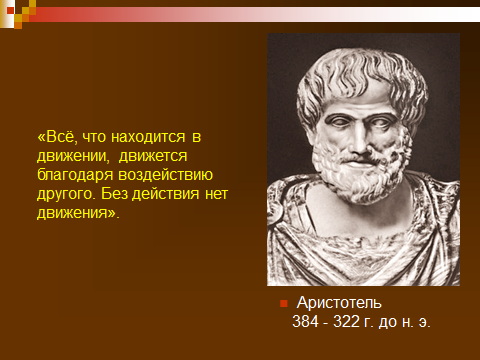 «Всё, что находится в
движении, движется
благодаря воздействию
другого. Без действия нет
движения».
Аристотель
384 - 322 г. до н. э.